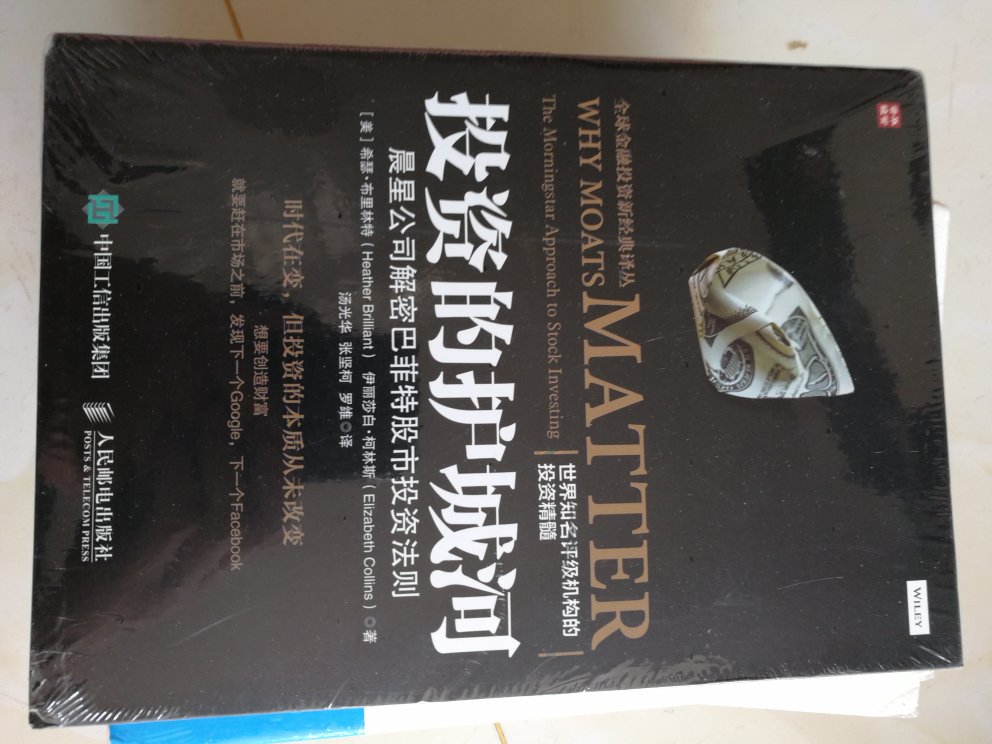 全球金融投资新经典译丛
WHY MOATS
MATTER
The Morningstar Approach to Stock Investing
世界知名评级机构的
投资精髓
投资的护城河
晨星公司解密巴菲特股市投资法则
［美］希瑟·布里林特（Heather Brilliant） 伊丽莎白·柯林斯（Elizabeth Collins）◎著
汤光华 张坚柯 罗维◎译
时代在变，但投资的本质从未改变
想要创造财富
就要赶在市场之前，发现下一个Google，下一个Facebook
中国工信出版集团
人民邮电出版社
POSTS & TELECOM PRESS
WILEY